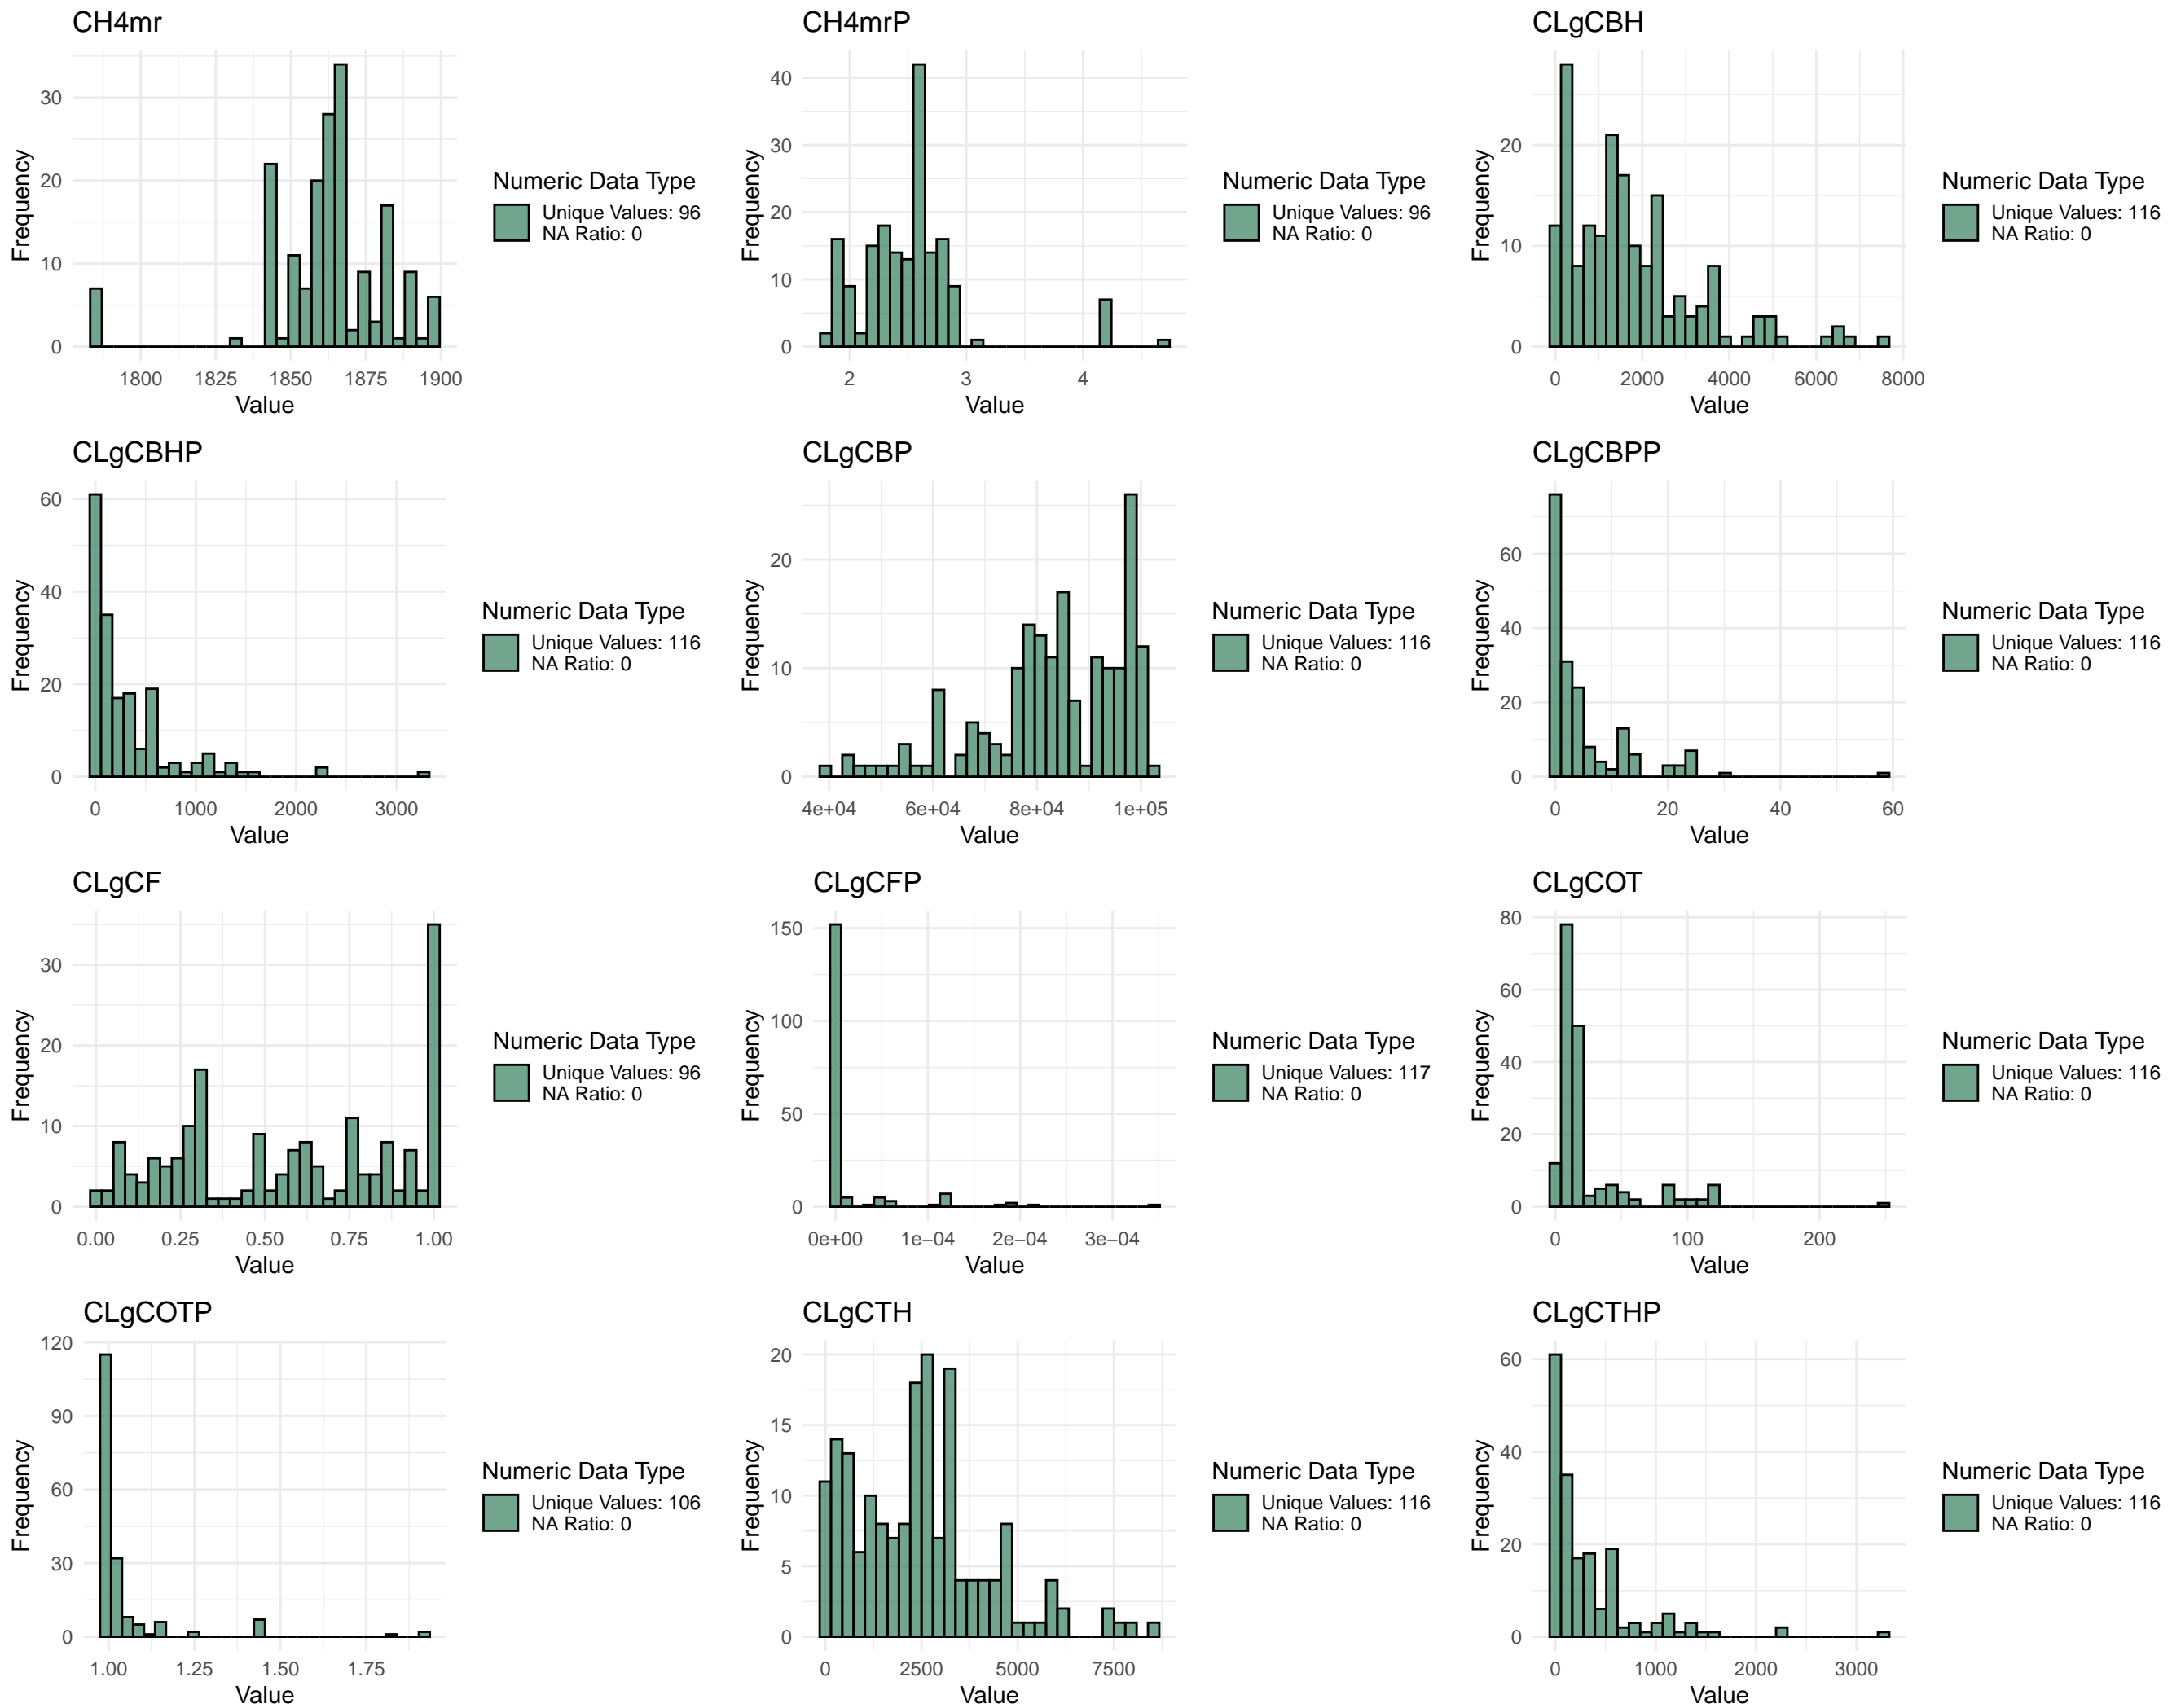 CH4mr
Frequency
30
20
10
0
1800 1825 1850 1875 1900
Value
Numeric Data Type
Unique Values: 96
NA Ratio: 0
CH4mrP
Frequency
40
30
20
10
0
2 3 4
Value
Numeric Data Type
Unique Values: 96
NA Ratio: 0
CLgCBH
Frequency
20
10
0
0 2000 4000 6000 8000
Value
Numeric Data Type
Unique Values: 116
NA Ratio: 0
CLgCBHP
Frequency
60
40
20
0
0 1000 2000 3000
Value
Numeric Data Type
Unique Values: 116
NA Ratio: 0
CLgCBP
Frequency
20
10
0
4e+04 6e+04 8e+04 1e+05
Value
Numeric Data Type
Unique Values: 116
NA Ratio: 0
CLgCBPP
Frequency
60
40
20
0
0 20 40 60
Value
Numeric Data Type
Unique Values: 116
NA Ratio: 0
CLgCF
Frequency
30
20
10
0
0.00 0.25 0.50 0.75 1.00
Value
Numeric Data Type
Unique Values: 96
NA Ratio: 0
CLgCFP
Frequency
150
100
50
0
0e+00 1e−04 2e−04 3e−04
Value
Numeric Data Type
Unique Values: 117
NA Ratio: 0
CLgCOT
Frequency
80
60
40
20
0
0 100 200
Value
Numeric Data Type
Unique Values: 116
NA Ratio: 0
CLgCOTP
Frequency
120
90
60
30
0
1.00 1.25 1.50 1.75
Value
Numeric Data Type
Unique Values: 106
NA Ratio: 0
CLgCTH
Frequency
20
15
10
5
0
0 2500 5000 7500
Value
Numeric Data Type
Unique Values: 116
NA Ratio: 0
CLgCTHP
Frequency
60
40
20
0
0 1000 2000 3000
Value
Numeric Data Type
Unique Values: 116
NA Ratio: 0